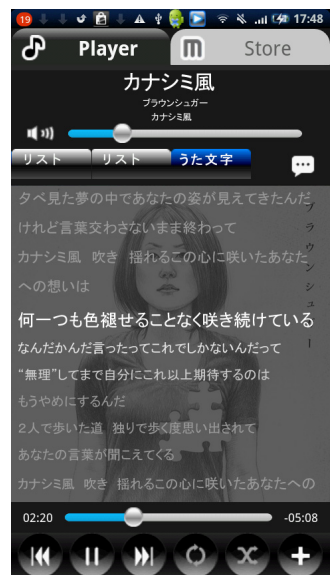 19
17:48
Player
m
Store
カナシミ風
ブラウンシュガー
カナシミ風
リスト
リスト
うた文字
夕べ見た夢の中であなたの姿が見えてきたんだ
けれど言葉交わさないまま終わって
カナシミ風 吹き 揺れるこの心に咲いたあなた
への想いは
何一つも色褪せることなく咲き続けている
なんだかんだ言ったってこれでしかないんだって
“無理”してまで自分にこれ以上期待するのは
もうやめにするんだ
２人で歩いた道 独りで歩く度思い出されて
あなたの言葉が聞こえてくる
カナシミ風 吹き 揺れるこの心に咲いたあなたへの
ブラウンシュガー
02:20
-05:08